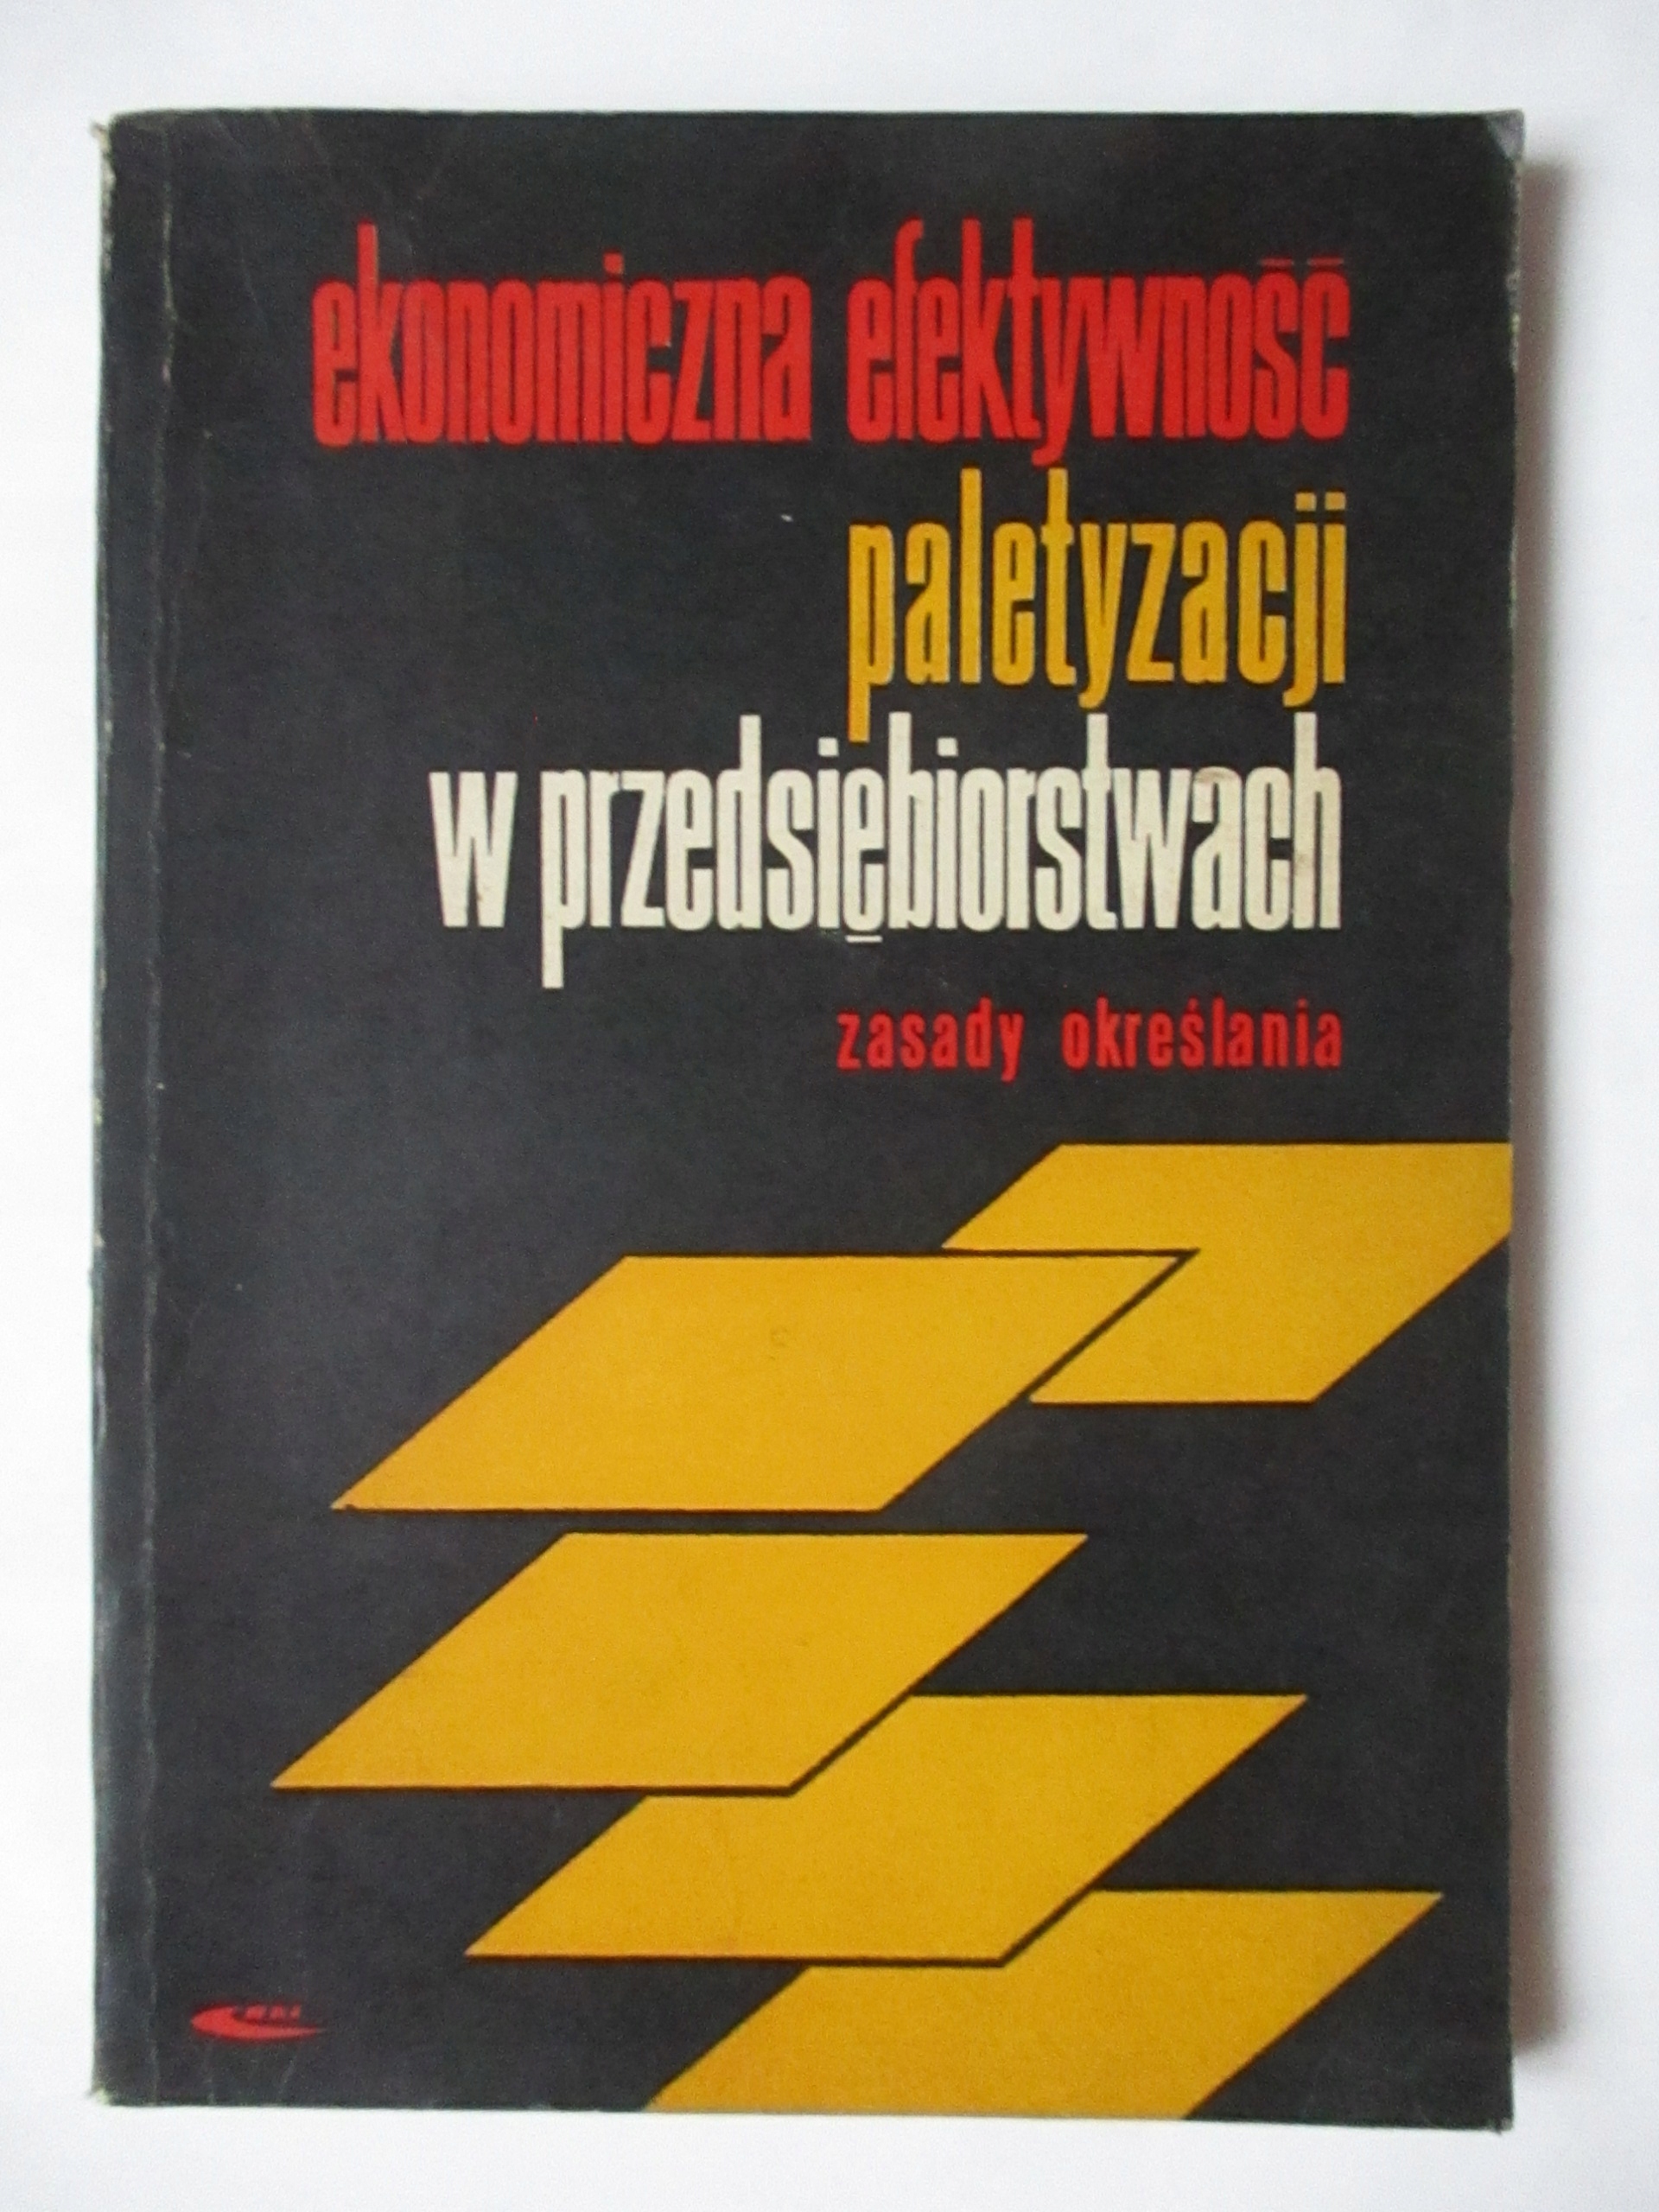 ekonomiczna efektywność
paletyzacji
w przedsiębiorstwach
zasady określania